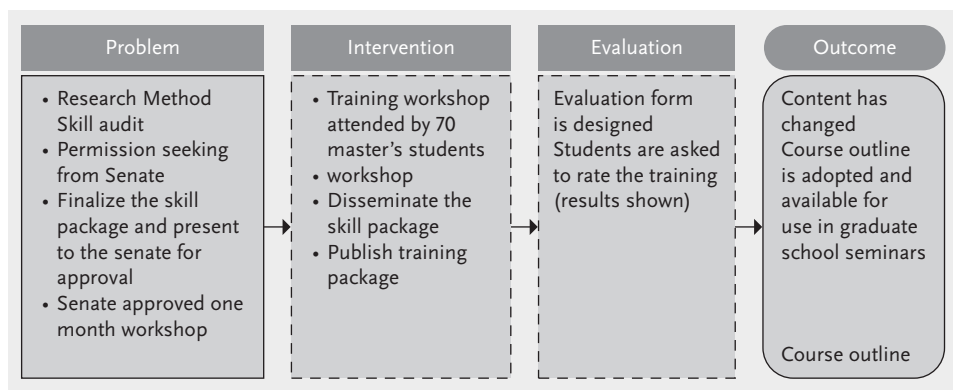 Problem
• Research Method
Skill audit
• Permission seeking
from Senate
• Finalize the skill
package and present
to the senate for
approval
• Senate approved one
month workshop
Intervention
• Training workshop
attended by 70
master's students
• workshop
• Disseminate the
skill package
• Publish training
package
Evaluation
Evaluation form
is designed
Students are asked
to rate the training
(results shown)
Outcome
Content has
changed
Course outline
is adopted and
available for
use in graduate
school seminars
Course outline